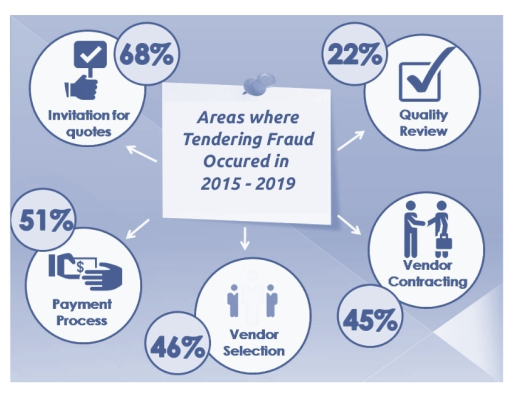 68%
Invitation for
quotes
Areas where
Tendering Fraud
Occured in
2015 - 2019
22%
Quality
Review
51%
$
Payment
Process
46%
Vendor
Selection
Vendor
Contracting
45%